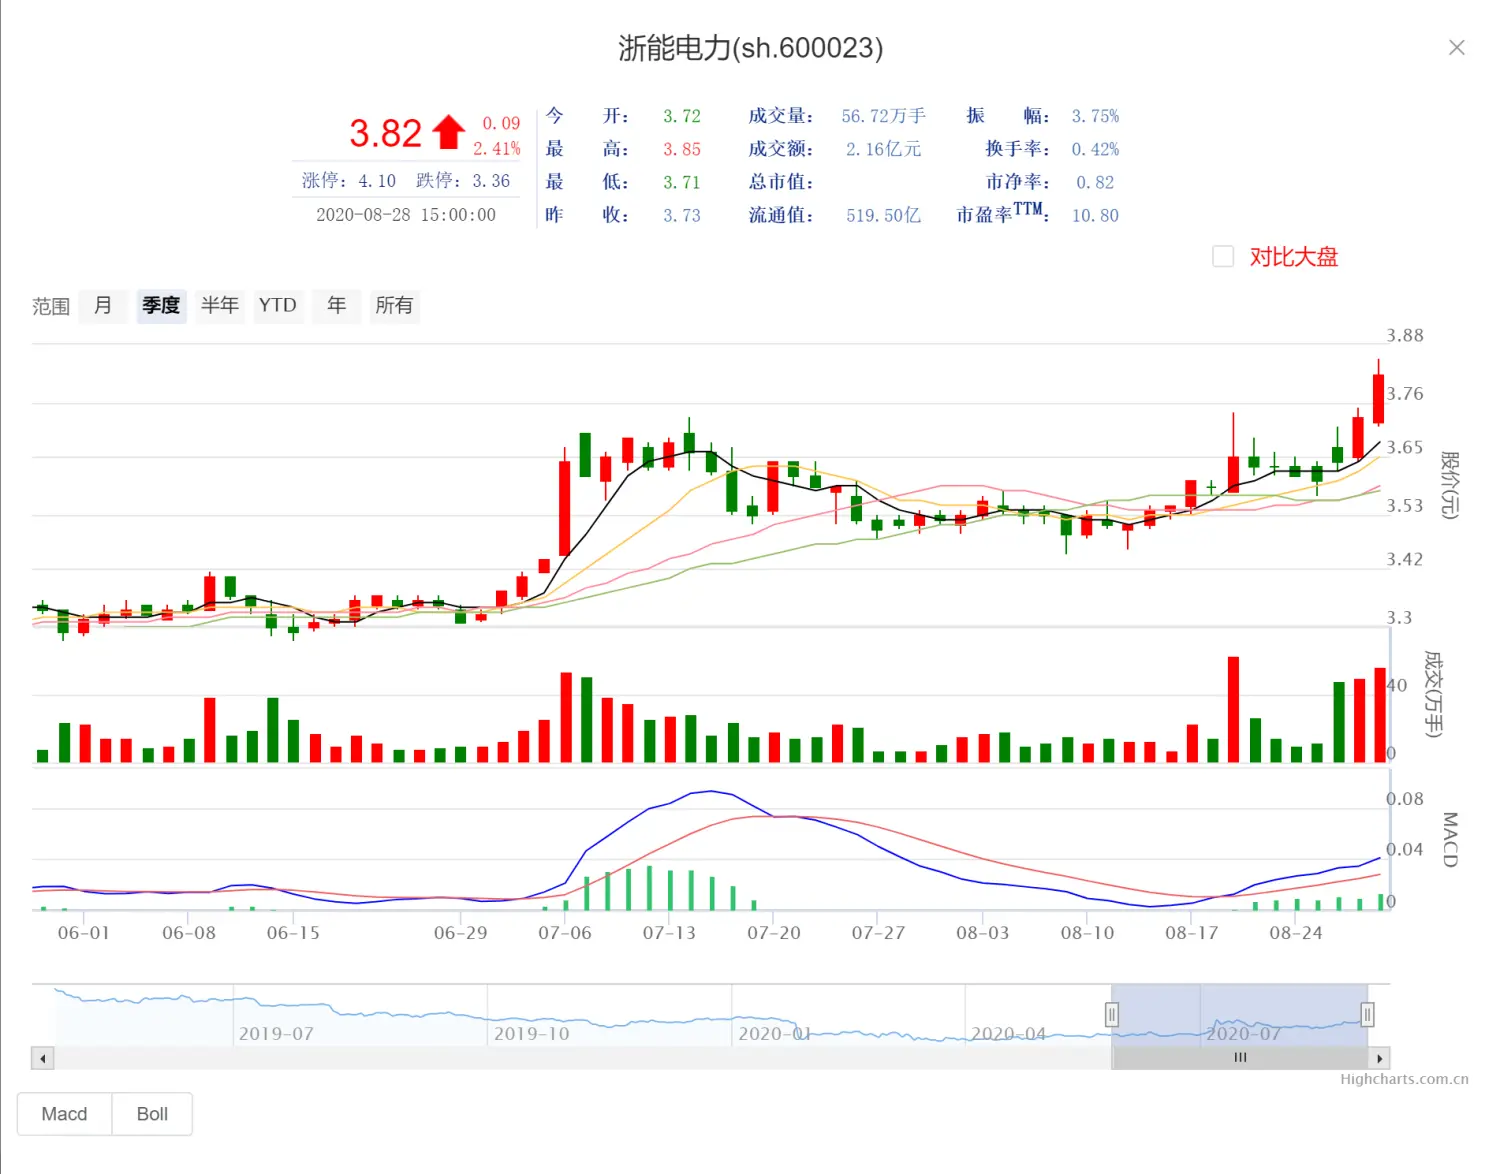 浙能电力(sh.600023)
3.82 0.09
2.41%
涨停: 4.10 跌停: 3.36
2020-08-28 15:00:00
今 开: 3.72 成交量: 56.72万手 振 幅: 3.75%
最 高: 3.85 成交额: 2.16亿元 换手率: 0.42%
最 低: 3.71 总市值: 市净率: 0.82
昨 收: 3.73 流通值: 519.50亿 市盈率TTM: 10.80
对比大盘
范围 月 季度 半年 YTD 年 所有
3.88
3.76
3.65
3.53
3.42
3.3
股价(元)
40
0
成交(万手)
0.08
0.04
0
MACD
06-01 06-08 06-15 06-29 07-06 07-13 07-20 07-27 08-03 08-10 08-17 08-24
2019-07 2019-10 2020-01 2020-04 2020-07
Highcharts.com.cn
Macd Boll